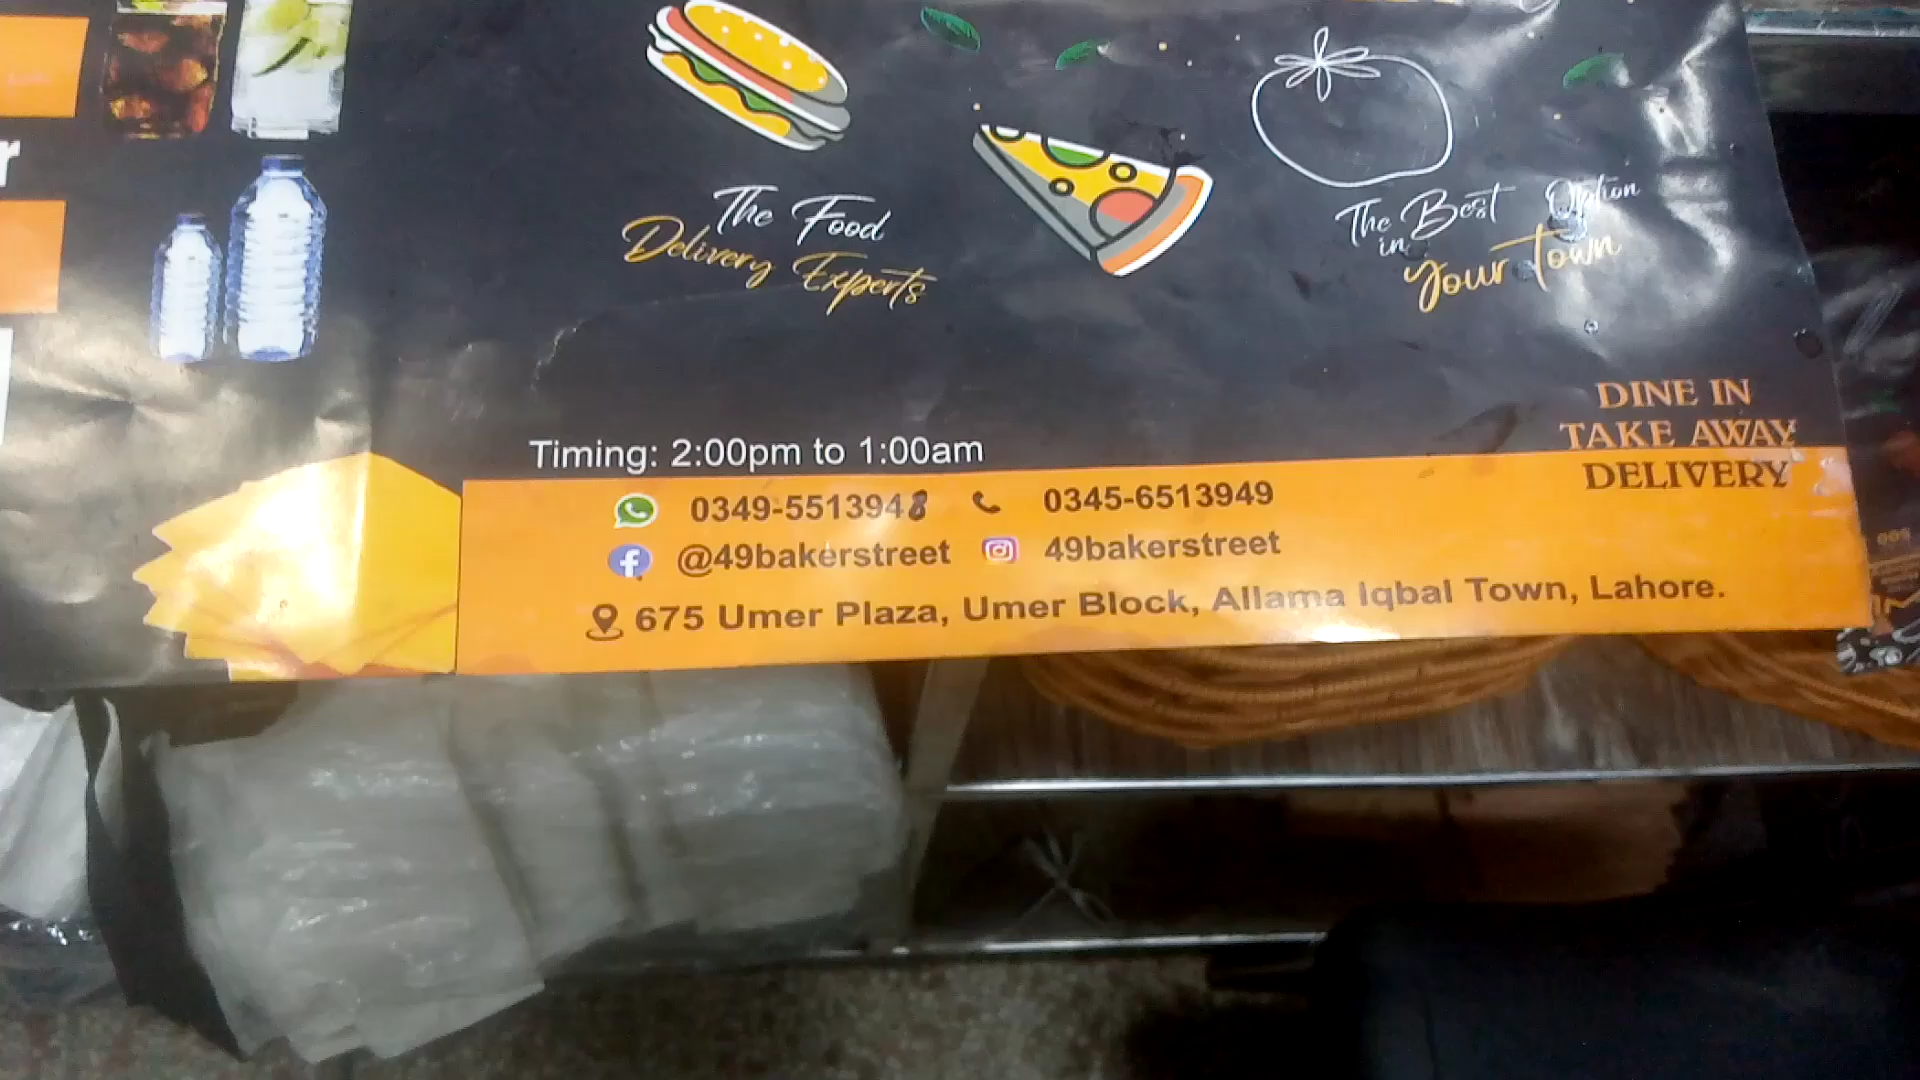 r
The Food
Delivery Experts
The Best Option
in
Your Town
DINE IN
TAKE AWAY
DELIVERY
Timing: 2:00pm to 1:00am
0349-5513948 0345-6513949
@49bakerstreet 49bakerstreet
675 Umer Plaza, Umer Block, Allama Iqbal Town, Lahore.